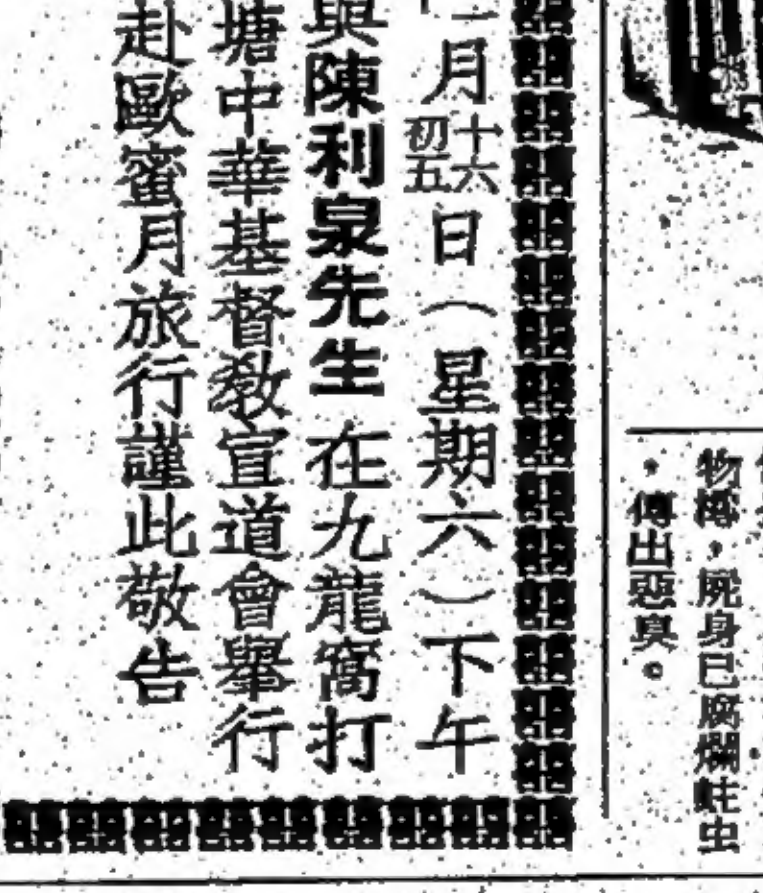 月十六初五日(星期六)下午
與陳利泉先生在九龍窩打
塘中華基督教宣道會舉行
赴歐蜜月旅行謹此敬告
物博,屍身已腐爛蛀虫
,傳出惡臭。